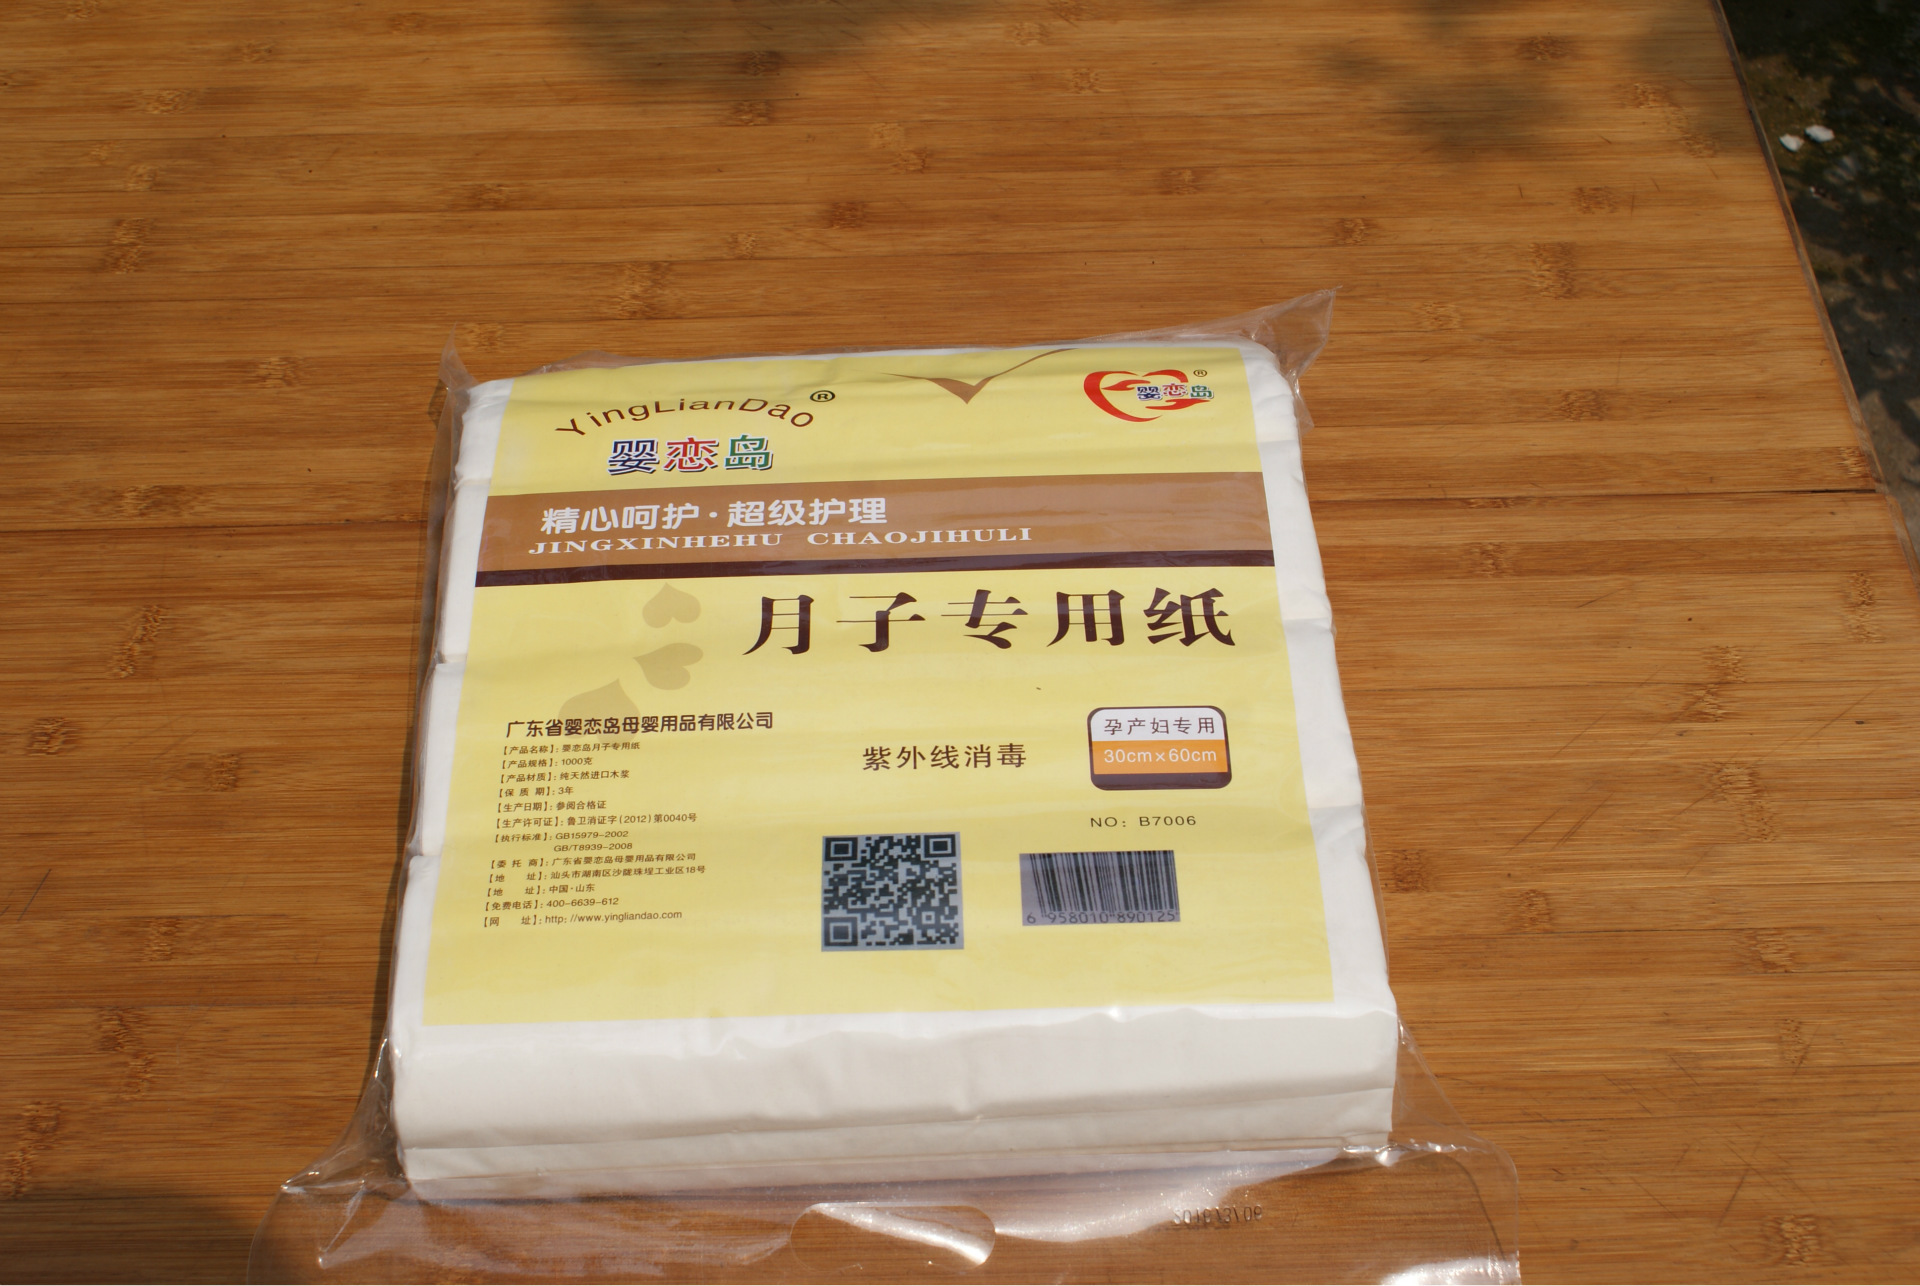 YingLianDao®
婴恋岛
婴恋岛®
精心呵护·超级护理
JINGXINHEHU CHAOJIHULI
月子专用纸
广东省婴恋岛母婴用品有限公司
【产品名称】：婴恋岛月子专用纸
【产品规格】：1000克
【产品材质】：纯天然进口木浆
【保 质 期】：3年
【生产日期】：参阅合格证
【生产许可证】：鲁卫消证字(2012)第0040号
【执行标准】：GB15979-2002
GB/T8939-2008
【委 托 商】：广东省婴恋岛母婴用品有限公司
【地 址】：汕头市潮南区沙陇珠埕工业区18号
【地 址】：中国·山东
【免费电话】：400-6639-612
【网 址】：http://www.yingliandao.com
紫外线消毒
孕产妇专用
30cm×60cm
NO：B7006
6 958010 890125